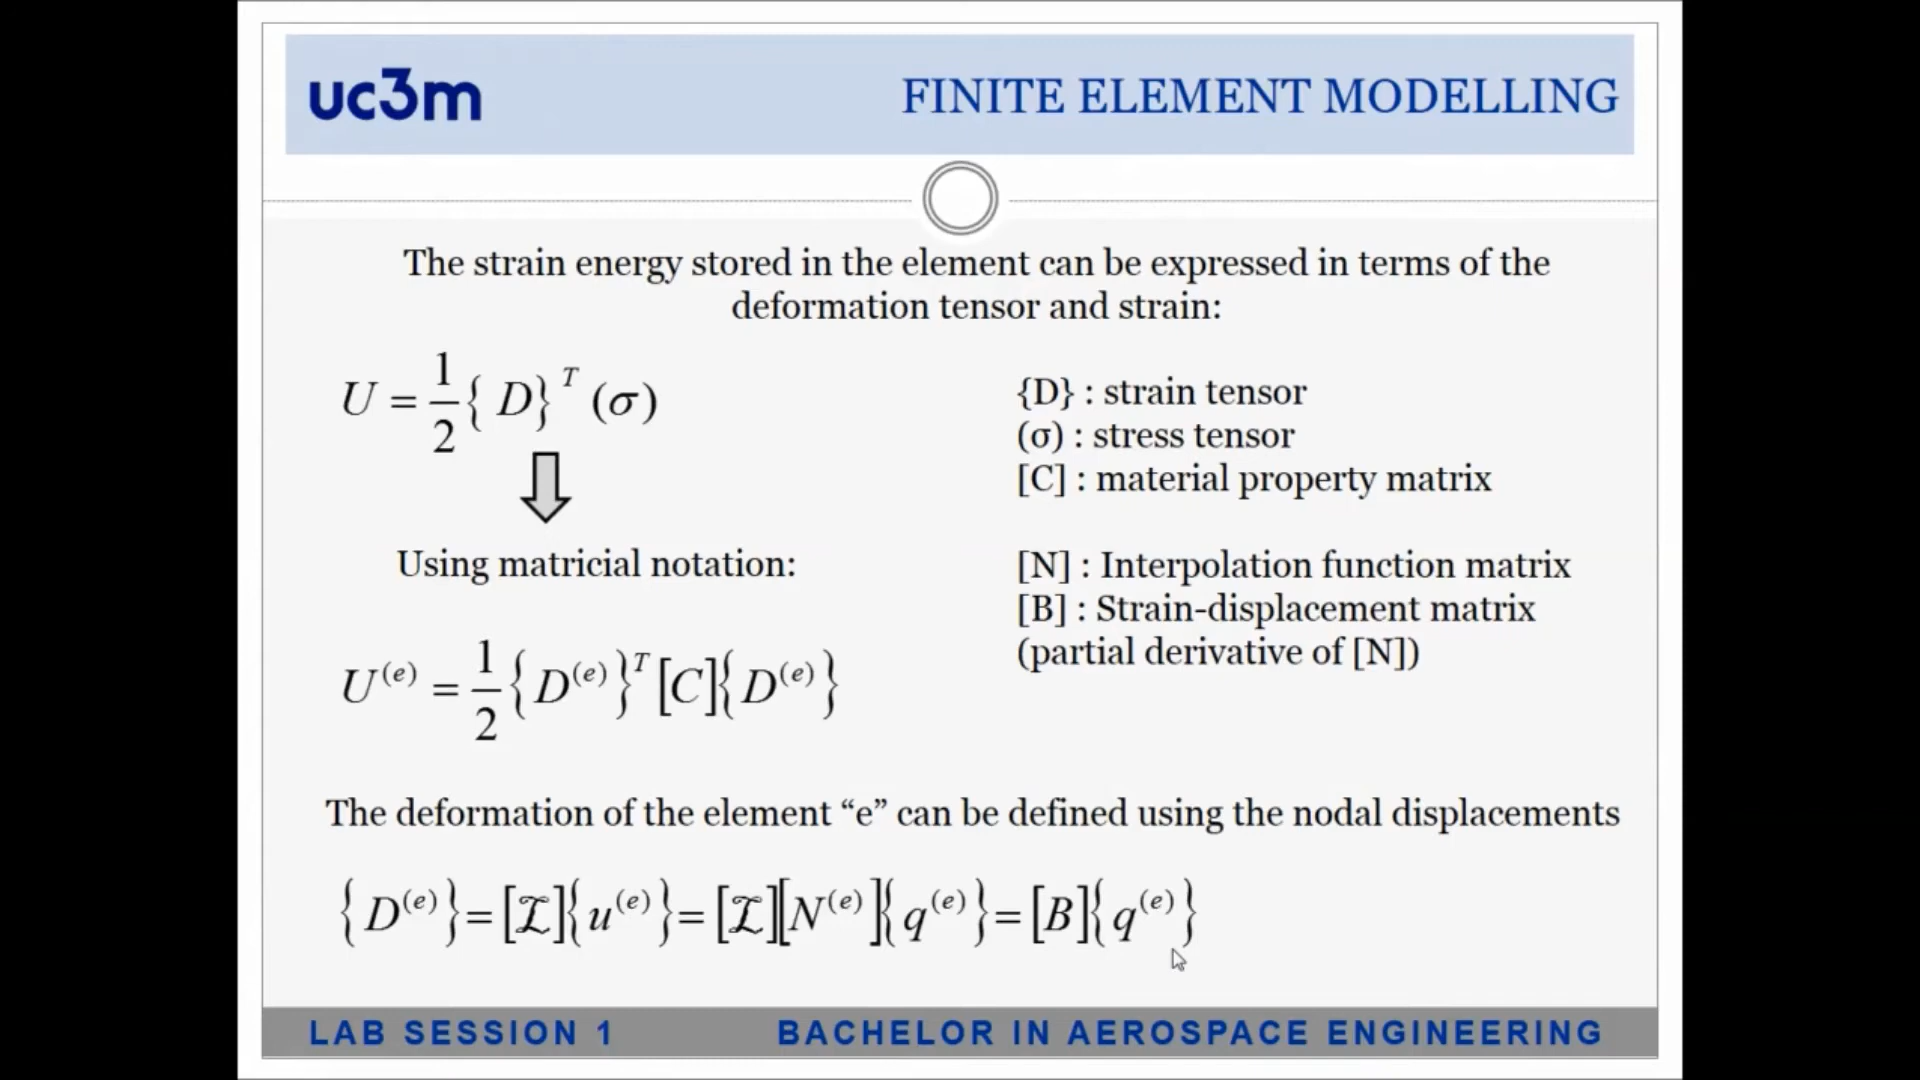 uc3m
FINITE ELEMENT MODELLING
The strain energy stored in the element can be expressed in terms of the
deformation tensor and strain:
U = 1/2 { D}^T (σ)
{D} : strain tensor
(σ) : stress tensor
[C] : material property matrix
Using matricial notation:
[N] : Interpolation function matrix
[B] : Strain-displacement matrix
(partial derivative of [N])
U^(e) = 1/2 {D^(e)}^T [C]{D^(e)}
The deformation of the element “e” can be defined using the nodal displacements
{D^(e)} = [ℒ]{u^(e)} = [ℒ][N^(e)]{q^(e)} = [B]{q^(e)}
LAB SESSION 1
BACHELOR IN AEROSPACE ENGINEERING